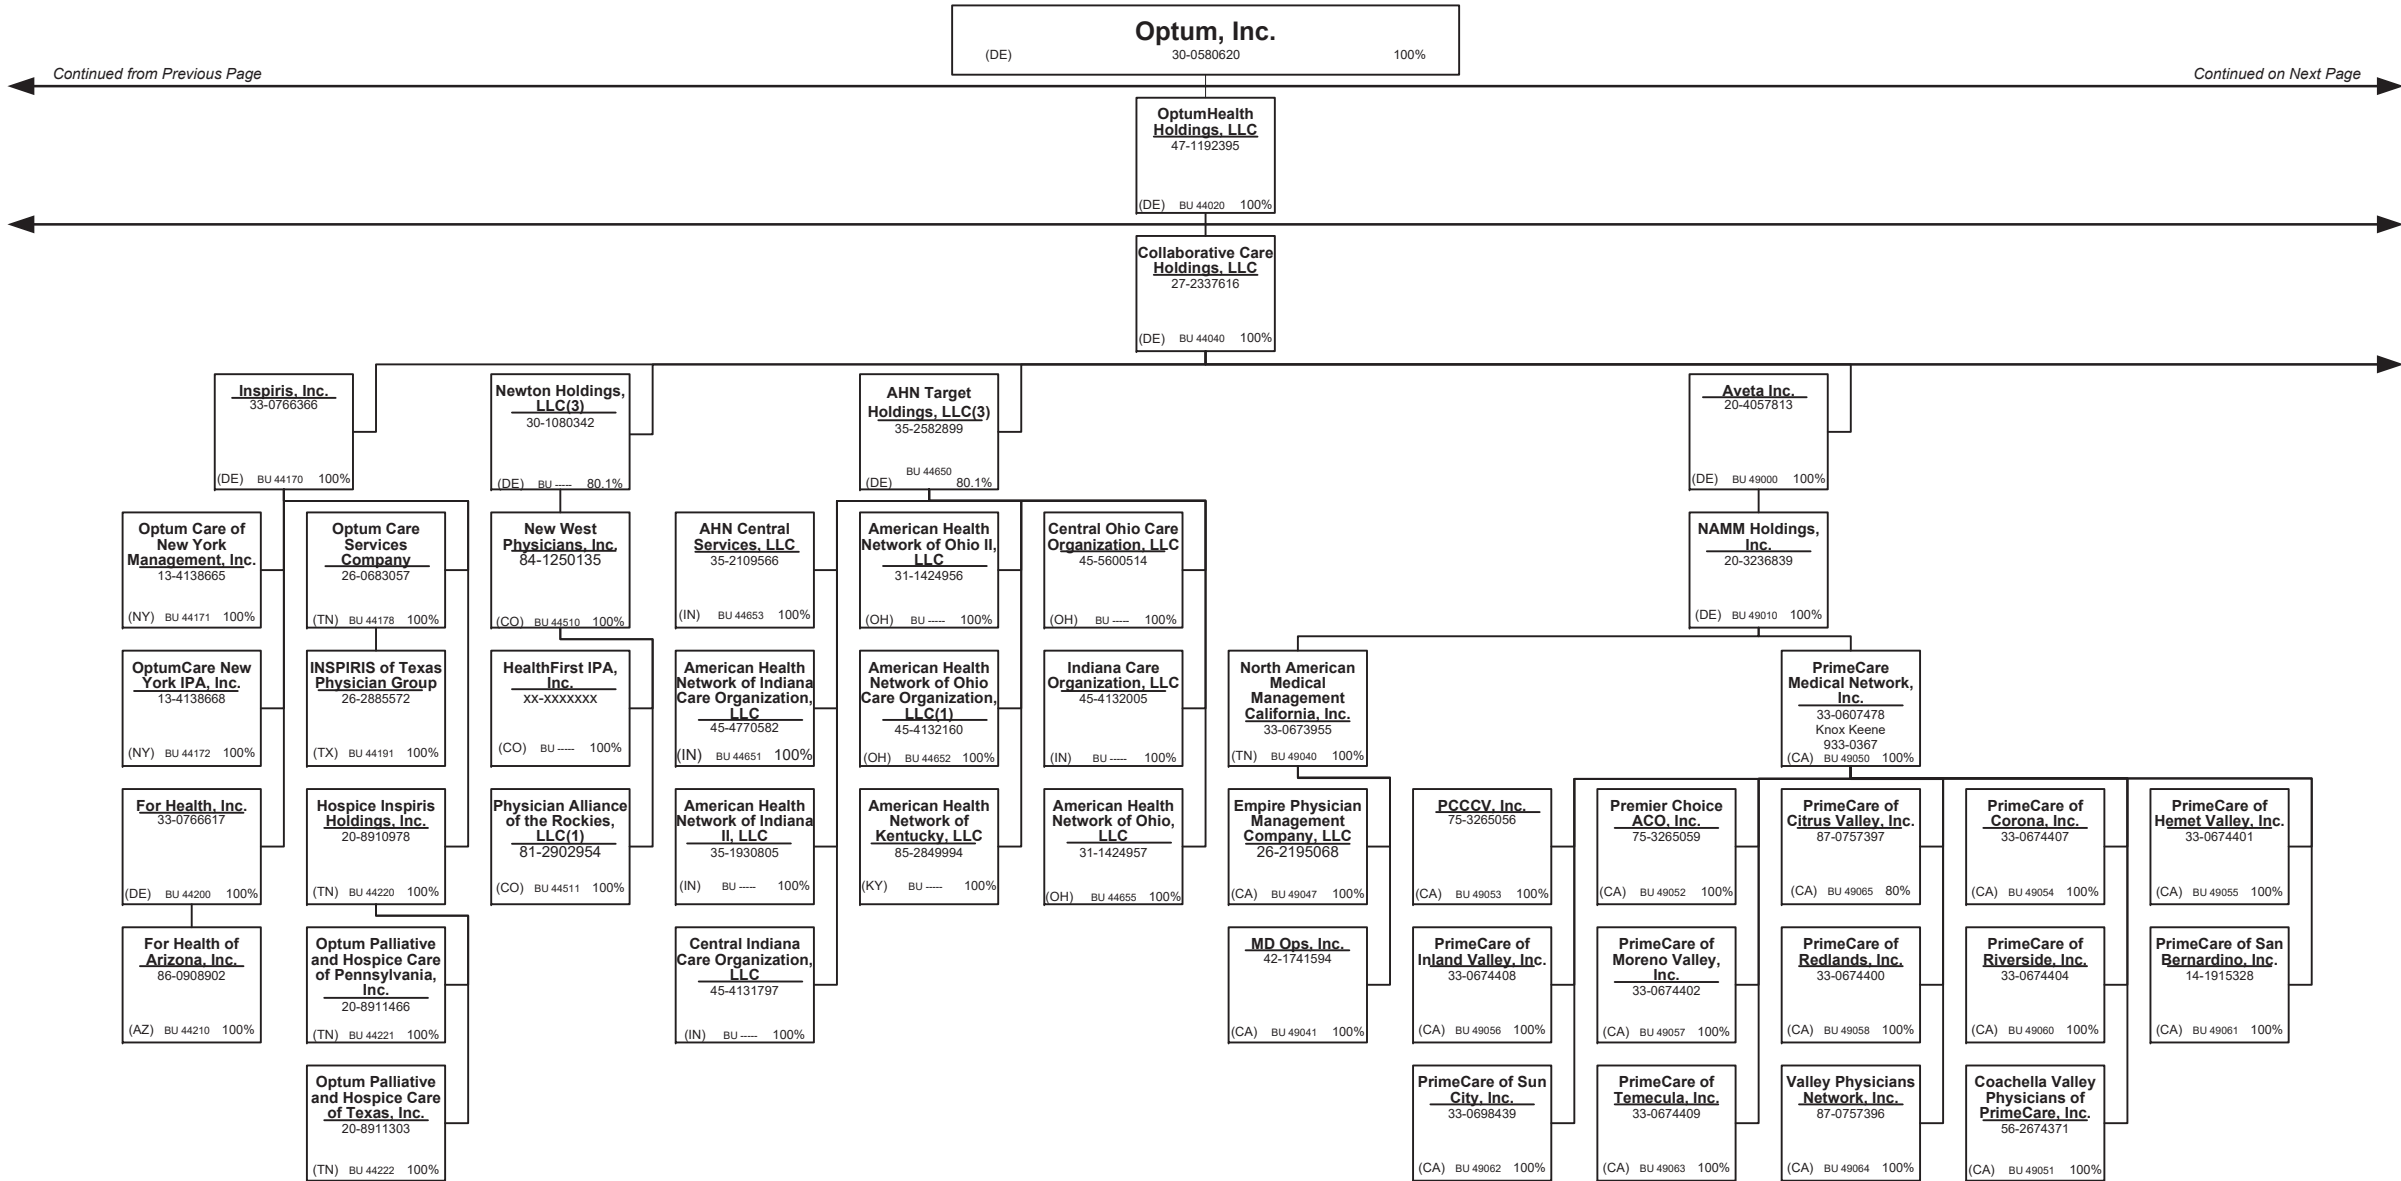 Optum, Inc.
(DE) 30-0580620 100%
Continued from Previous Page
Continued on Next Page
OptumHealth
Holdings, LLC
47-1192395
(DE) BU 44020 100%
Collaborative Care
Holdings, LLC
27-2337616
(DE) BU 44040 100%
Inspiris, Inc.
33-0766366
(DE) BU 44170 100%
Newton Holdings,
LLC(3)
30-1080342
(DE) BU ----- 80.1%
AHN Target
Holdings, LLC(3)
35-2582899
BU 44650
(DE) 80.1%
Aveta Inc.
20-4057813
(DE) BU 49000 100%
Optum Care of
New York
Management, Inc.
13-4138665
(NY) BU 44171 100%
Optum Care
Services
Company
26-0683057
(TN) BU 44178 100%
New West
Physicians, Inc.
84-1250135
(CO) BU 44510 100%
AHN Central
Services, LLC
35-2109566
(IN) BU 44653 100%
American Health
Network of Ohio II,
LLC
31-1424956
(OH) BU ----- 100%
Central Ohio Care
Organization, LLC
45-5600514
(OH) BU ----- 100%
NAMM Holdings,
Inc.
20-3236839
(DE) BU 49010 100%
OptumCare New
York IPA, Inc.
13-4138668
(NY) BU 44172 100%
INSPIRIS of Texas
Physician Group
26-2885572
(TX) BU 44191 100%
HealthFirst IPA,
Inc.
xx-xxxxxxx
(CO) BU ----- 100%
American Health
Network of Indiana
Care Organization,
LLC
45-4770582
(IN) BU 44651 100%
American Health
Network of Ohio
Care Organization,
LLC(1)
45-4132160
(OH) BU 44652 100%
Indiana Care
Organization, LLC
45-4132005
(IN) BU ----- 100%
North American
Medical
Management
California, Inc.
33-0673955
(TN) BU 49040 100%
PrimeCare
Medical Network,
Inc.
33-0607478
Knox Keene
933-0367
(CA) BU 49050 100%
For Health, Inc.
33-0766617
(DE) BU 44200 100%
Hospice Inspiris
Holdings, Inc.
20-8910978
(TN) BU 44220 100%
Physician Alliance
of the Rockies,
LLC(1)
81-2902954
(CO) BU 44511 100%
American Health
Network of Indiana
II, LLC
35-1930805
(IN) BU ----- 100%
American Health
Network of
Kentucky, LLC
85-2849994
(KY) BU ----- 100%
American Health
Network of Ohio,
LLC
31-1424957
(OH) BU 44655 100%
Empire Physician
Management
Company, LLC
26-2195068
(CA) BU 49047 100%
PCCCV, Inc.
75-3265056
(CA) BU 49053 100%
Premier Choice
ACO, Inc.
75-3265059
(CA) BU 49052 100%
PrimeCare of
Citrus Valley, Inc.
87-0757397
(CA) BU 49065 80%
PrimeCare of
Corona, Inc.
33-0674407
(CA) BU 49054 100%
PrimeCare of
Hemet Valley, Inc.
33-0674401
(CA) BU 49055 100%
For Health of
Arizona, Inc.
86-0908902
(AZ) BU 44210 100%
Optum Palliative
and Hospice Care
of Pennsylvania,
Inc.
20-8911466
(TN) BU 44221 100%
Central Indiana
Care Organization,
LLC
45-4131797
(IN) BU ----- 100%
MD Ops, Inc.
42-1741594
(CA) BU 49041 100%
PrimeCare of
Inland Valley, Inc.
33-0674408
(CA) BU 49056 100%
PrimeCare of
Moreno Valley,
Inc.
33-0674402
(CA) BU 49057 100%
PrimeCare of
Redlands, Inc.
33-0674400
(CA) BU 49058 100%
PrimeCare of
Riverside, Inc.
33-0674404
(CA) BU 49060 100%
PrimeCare of San
Bernardino, Inc.
14-1915328
(CA) BU 49061 100%
Optum Palliative
and Hospice Care
of Texas, Inc.
20-8911303
(TN) BU 44222 100%
PrimeCare of Sun
City, Inc.
33-0698439
(CA) BU 49062 100%
PrimeCare of
Temecula, Inc.
33-0674409
(CA) BU 49063 100%
Valley Physicians
Network, Inc.
87-0757396
(CA) BU 49064 100%
Coachella Valley
Physicians of
PrimeCare, Inc.
56-2674371
(CA) BU 49051 100%